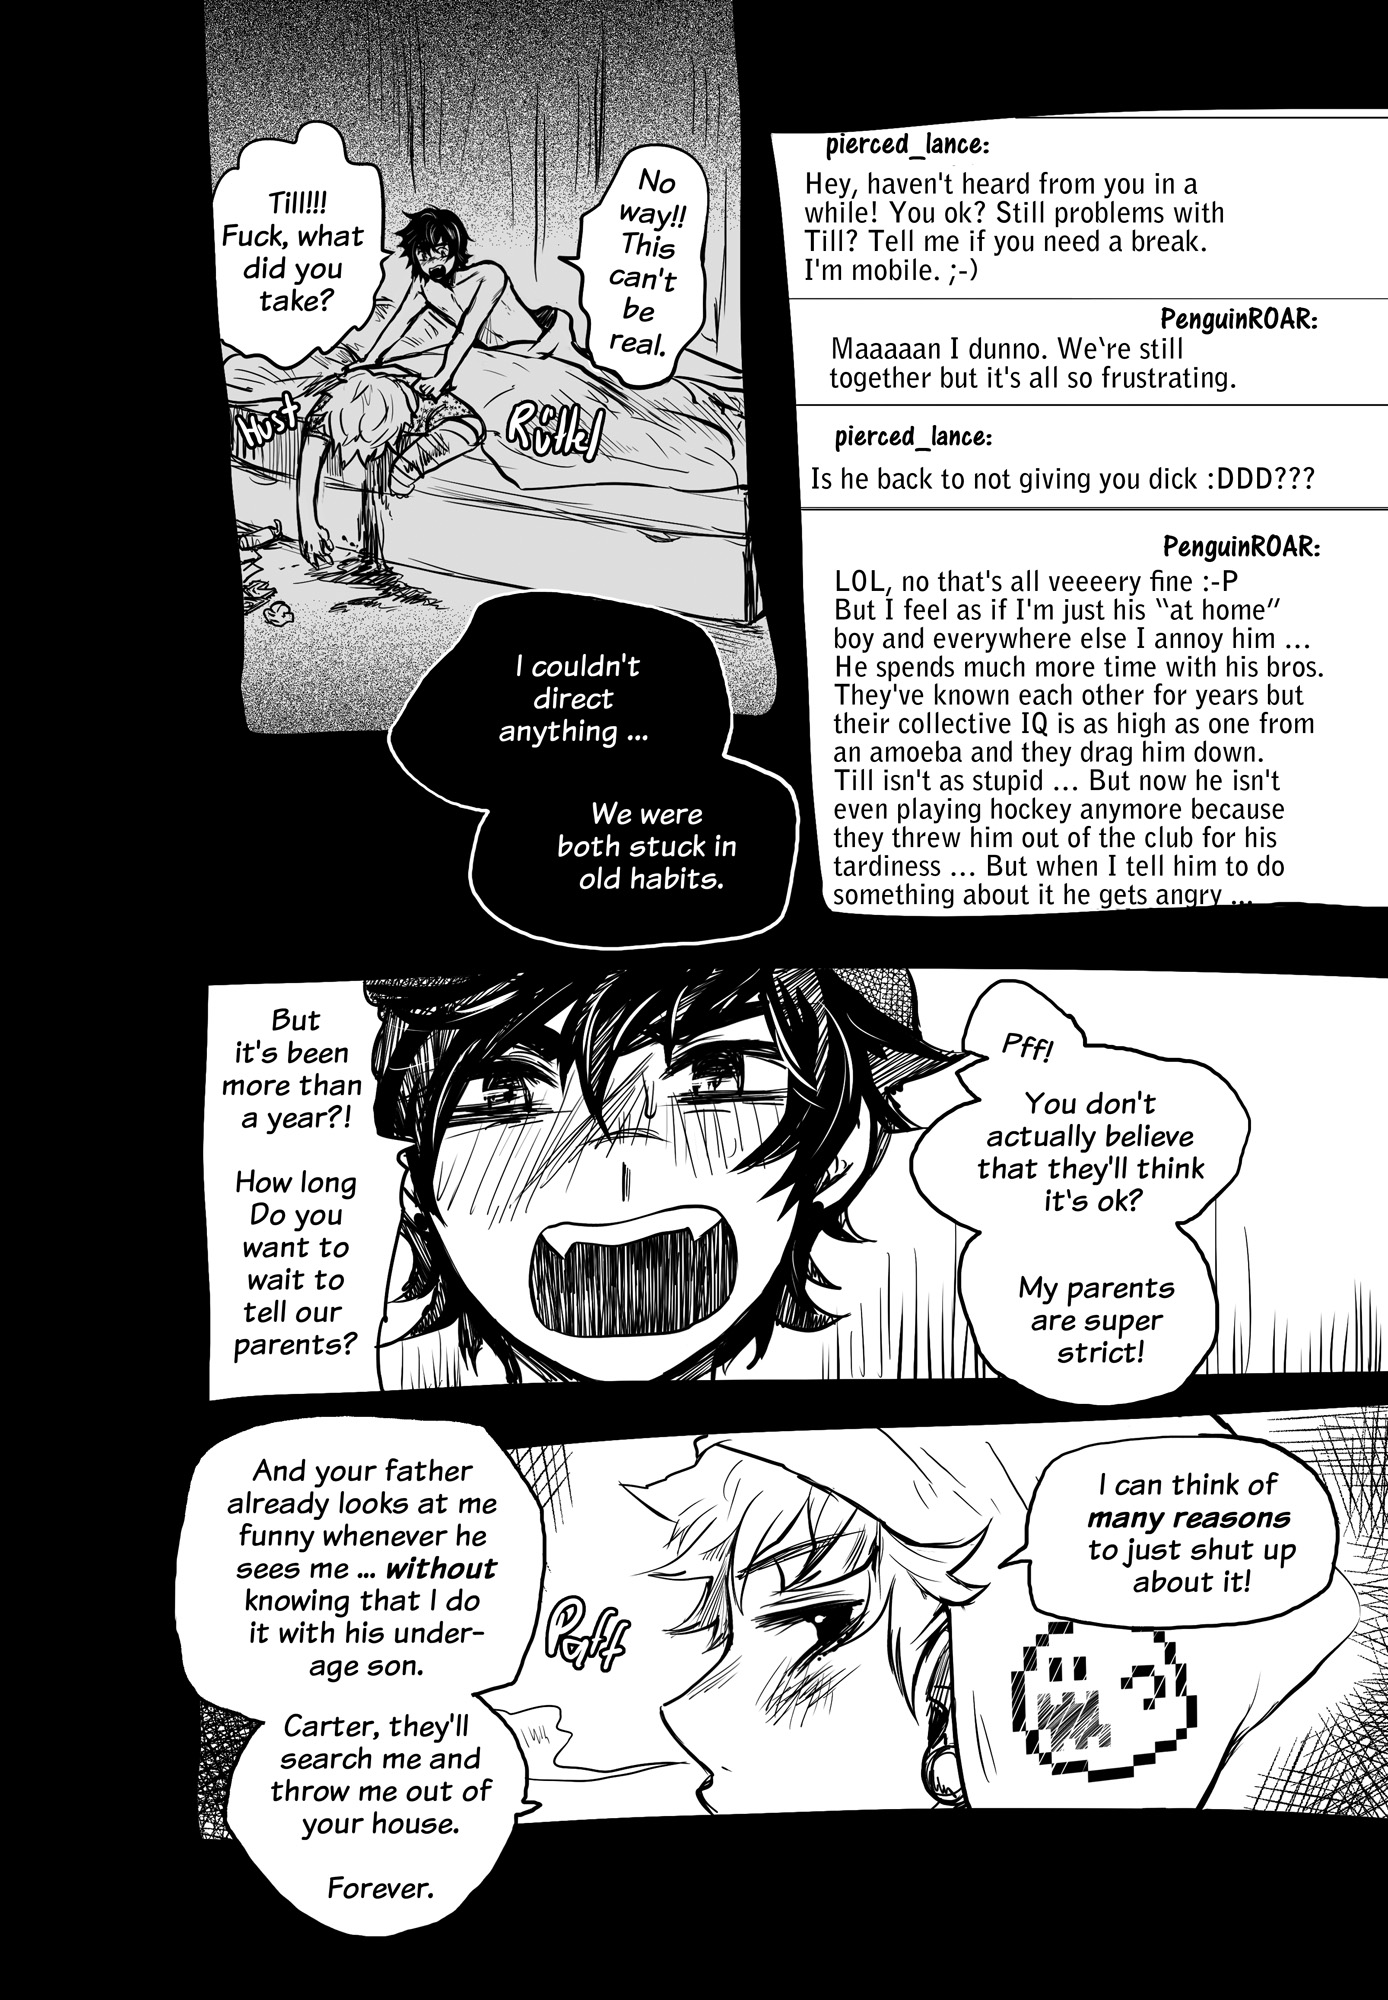 Till!!!
Fuck, what
did you
take?
No
way!!
This
can't
be
real.
Hust
Rüttel
pierced_lance:
Hey, haven't heard from you in a
while! You ok? Still problems with
Till? Tell me if you need a break.
I'm mobile. ;-)
PenguinROAR:
Maaaaan I dunno. We're still
together but it's all so frustrating.
pierced_lance:
Is he back to not giving you dick :DDD???
PenguinROAR:
LOL, no that's all veeeery fine :-P
But I feel as if I'm just his “at home”
boy and everywhere else I annoy him ...
He spends much more time with his bros.
They've known each other for years but
their collective IQ is as high as one from
an amoeba and they drag him down.
Till isn't as stupid ... But now he isn't
even playing hockey anymore because
they threw him out of the club for his
tardiness ... But when I tell him to do
something about it he gets angry ...
I couldn't
direct
anything ...
We were
both stuck in
old habits.
But
it's been
more than
a year?!
How long
Do you
want to
wait to
tell our
parents?
Pff!
You don't
actually believe
that they'll think
it's ok?
My parents
are super
strict!
And your father
already looks at me
funny whenever he
sees me ... without
knowing that I do
it with his under-
age son.
Carter, they'll
search me and
throw me out of
your house.
Forever.
Paff
I can think of
many reasons
to just shut up
about it!